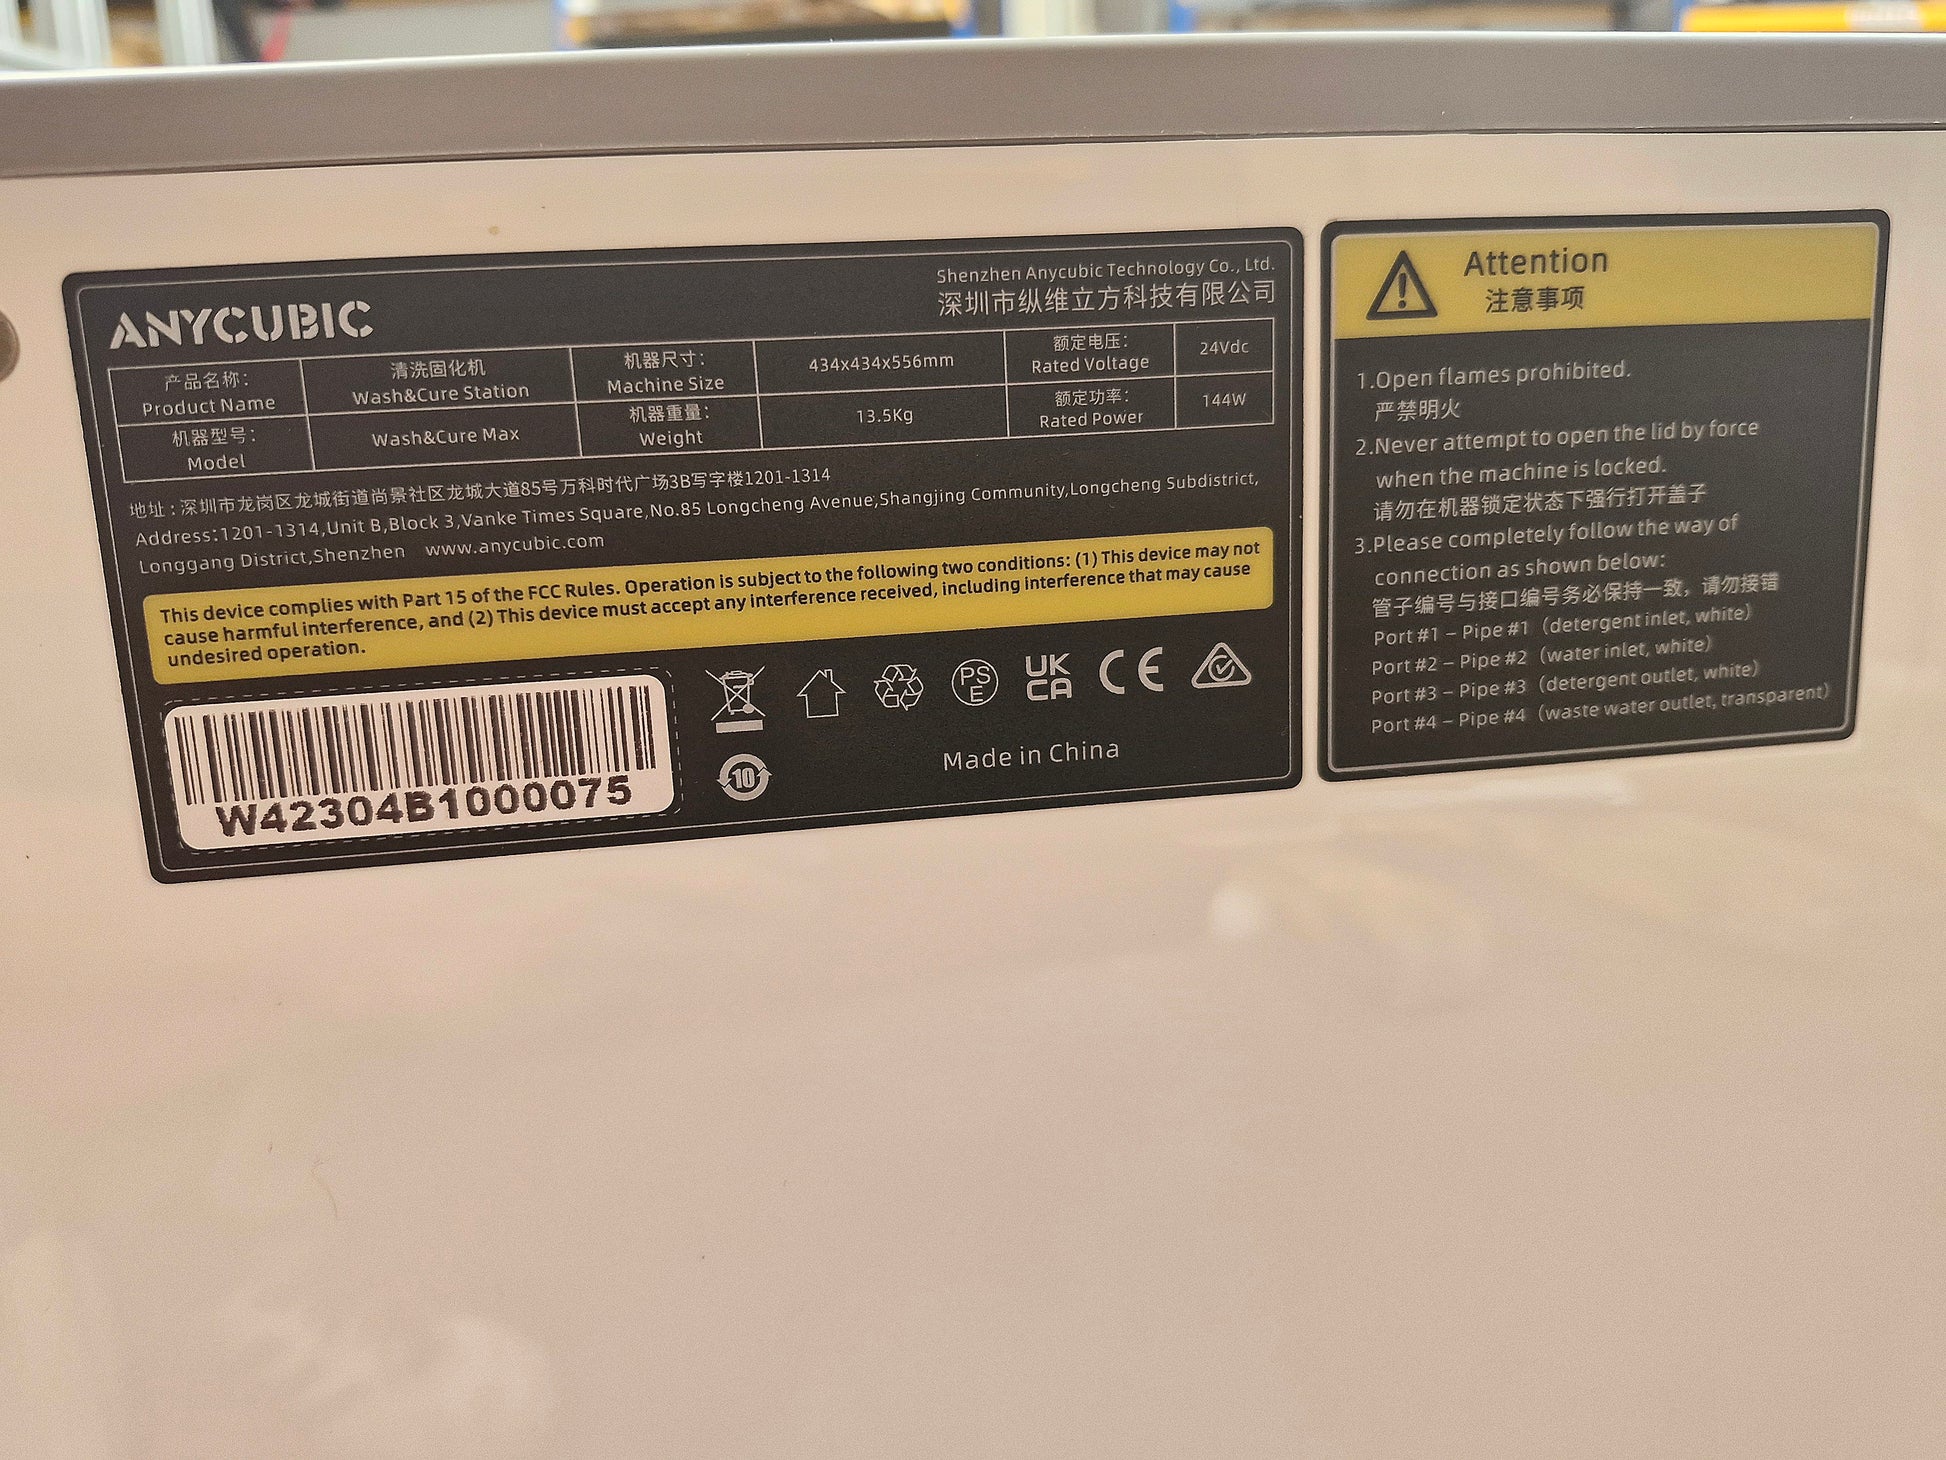 ANYCUBIC
Shenzhen Anycubic Technology Co., Ltd.
深圳市纵维立方科技有限公司
产品名称:
Product Name
清洗固化机
Wash&Cure Station
机器尺寸:
Machine Size
434x434x556mm
额定电压:
Rated Voltage
24Vdc
机器型号:
Model
Wash&Cure Max
机器重量:
Weight
13.5Kg
额定功率:
Rated Power
144W
地址:深圳市龙岗区龙城街道尚景社区龙城大道85号万科时代广场3B写字楼1201-1314
Address:1201-1314,Unit B,Block 3,Vanke Times Square,No.85 Longcheng Avenue,Shangjing Community,Longcheng Subdistrict,
Longgang District,Shenzhen www.anycubic.com
This device complies with Part 15 of the FCC Rules. Operation is subject to the following two conditions: (1) This device may not
cause harmful interference, and (2) This device must accept any interference received, including interference that may cause
undesired operation.
W42304B1000075
PS
E
UK
CA
CE
10
Made in China
Attention
注意事项
1.Open flames prohibited.
严禁明火
2.Never attempt to open the lid by force
when the machine is locked.
请勿在机器锁定状态下强行打开盖子
3.Please completely follow the way of
connection as shown below:
管子编号与接口编号务必保持一致，请勿接错
Port #1 – Pipe #1（detergent inlet, white）
Port #2 – Pipe #2（water inlet, white）
Port #3 – Pipe #3（detergent outlet, white）
Port #4 – Pipe #4（waste water outlet, transparent）